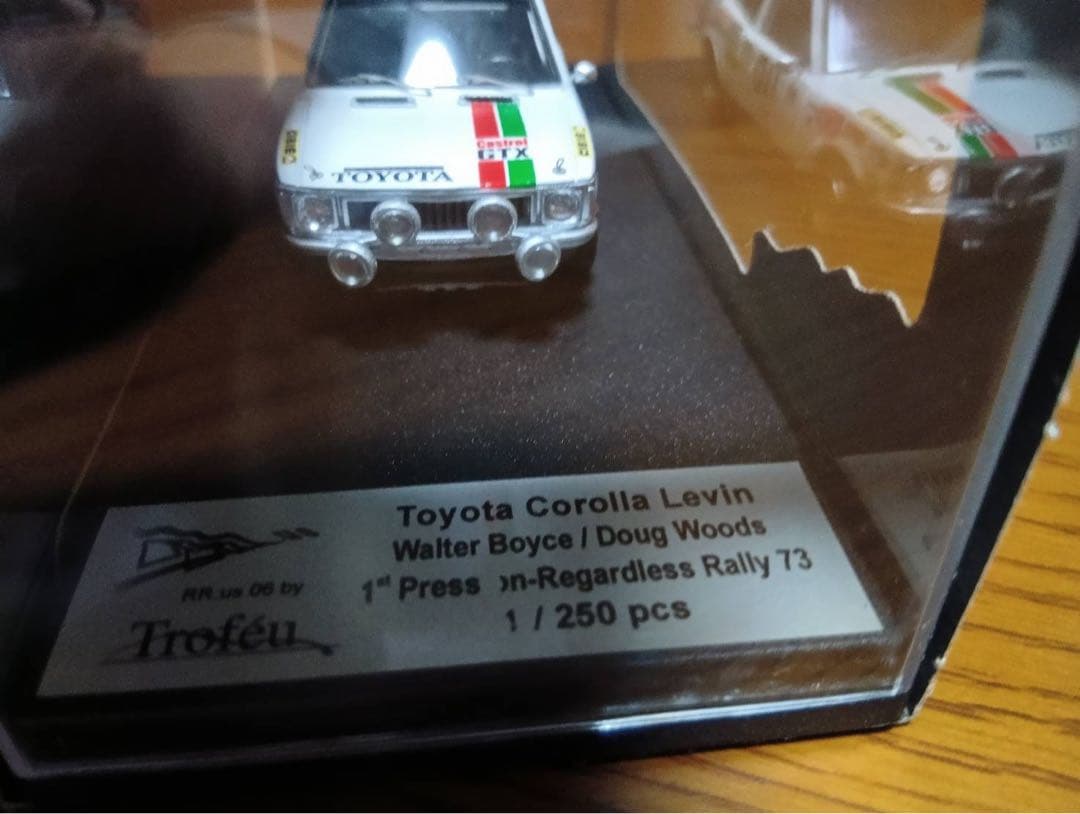 Castrol
GTX
TOYOTA
Toyota Corolla Levin
Walter Boyce / Doug Woods
1st Press on-Regardless Rally 73
1 / 250 pcs
RR.us 06 by
Troféu